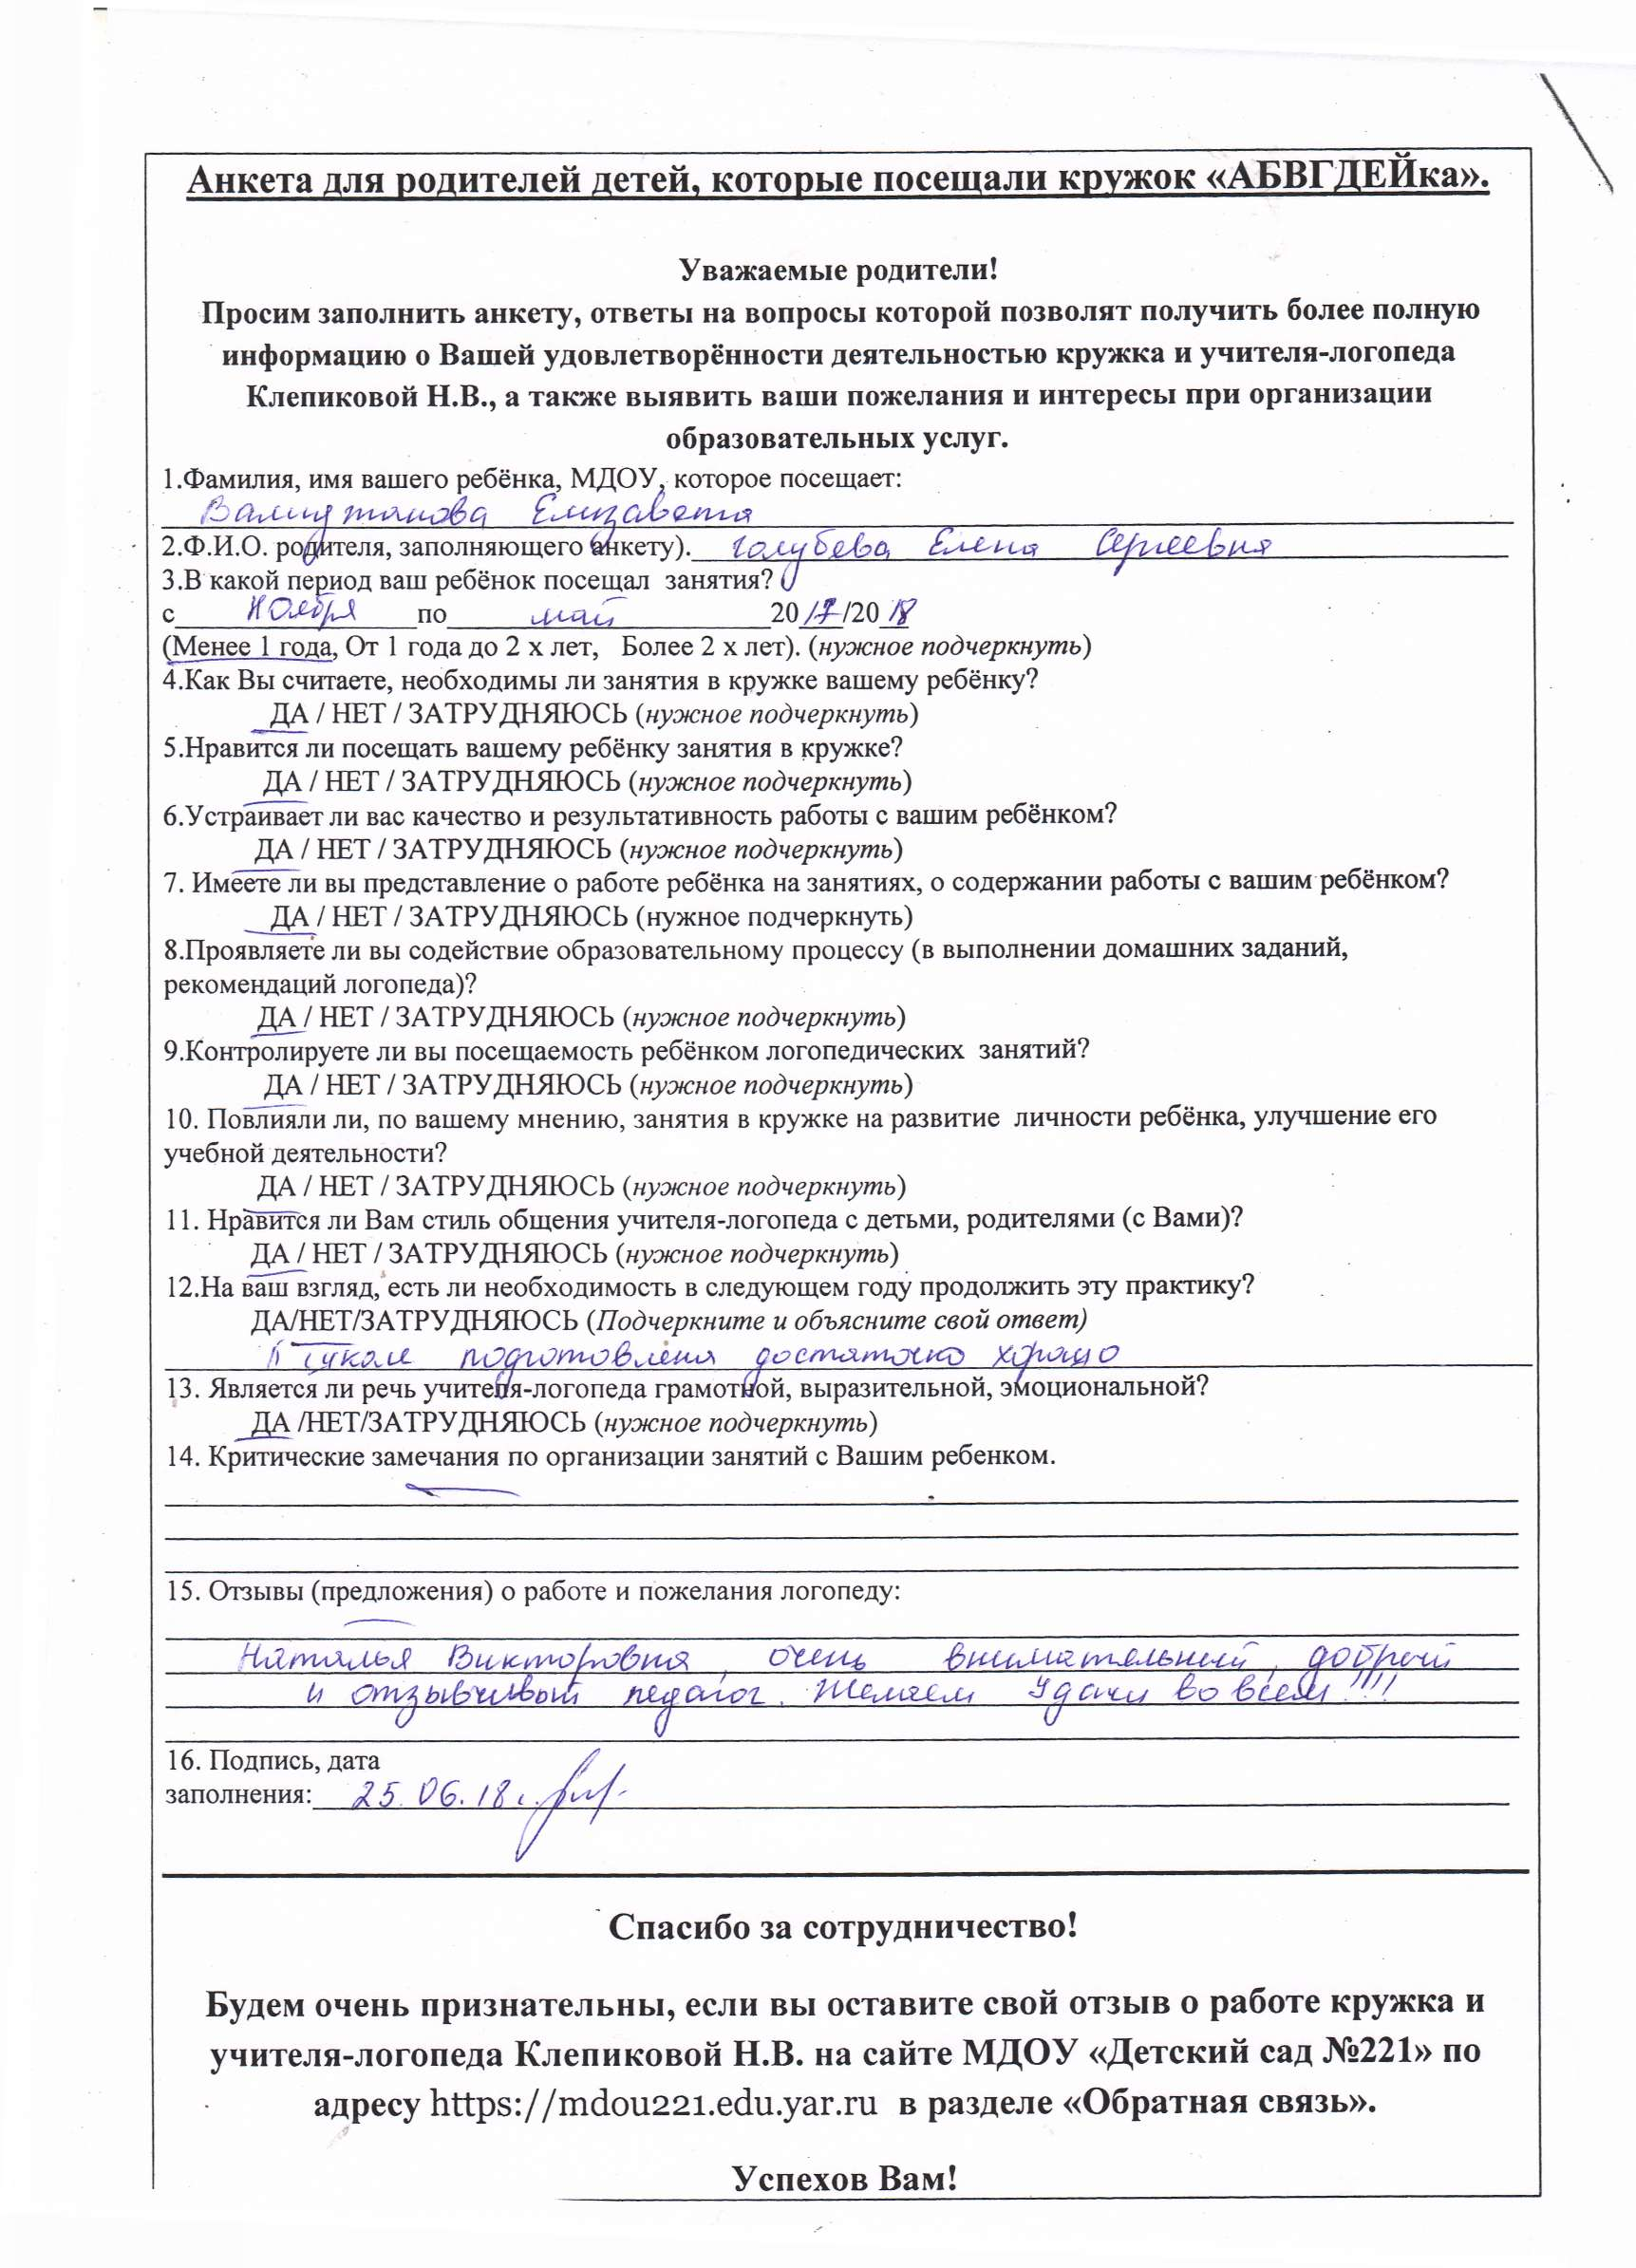 Анкета для родителей детей, которые посещали кружок «АБВГДЕЙка».
Уважаемые родители!
Просим заполнить анкету, ответы на вопросы которой позволят получить более полную
информацию о Вашей удовлетворённости деятельностью кружка и учителя-логопеда
Клепиковой Н.В., а также выявить ваши пожелания и интересы при организации
образовательных услуг.
1.Фамилия, имя вашего ребёнка, МДОУ, которое посещает:
Елизавета
2.Ф.И.О. родителя, заполняющего анкету). Голубева Елена Сергеевна
3.В какой период ваш ребёнок посещал занятия?
с ноября по май 2017/2018
(Менее 1 года, От 1 года до 2 х лет, Более 2 х лет). (нужное подчеркнуть)
4.Как Вы считаете, необходимы ли занятия в кружке вашему ребёнку?
ДА / НЕТ / ЗАТРУДНЯЮСЬ (нужное подчеркнуть)
5.Нравится ли посещать вашему ребёнку занятия в кружке?
ДА / НЕТ / ЗАТРУДНЯЮСЬ (нужное подчеркнуть)
6.Устраивает ли вас качество и результативность работы с вашим ребёнком?
ДА / НЕТ / ЗАТРУДНЯЮСЬ (нужное подчеркнуть)
7. Имеете ли вы представление о работе ребёнка на занятиях, о содержании работы с вашим ребёнком?
ДА / НЕТ / ЗАТРУДНЯЮСЬ (нужное подчеркнуть)
8.Проявляете ли вы содействие образовательному процессу (в выполнении домашних заданий,
рекомендаций логопеда)?
ДА / НЕТ / ЗАТРУДНЯЮСЬ (нужное подчеркнуть)
9.Контролируете ли вы посещаемость ребёнком логопедических занятий?
ДА / НЕТ / ЗАТРУДНЯЮСЬ (нужное подчеркнуть)
10. Повлияли ли, по вашему мнению, занятия в кружке на развитие личности ребёнка, улучшение его
учебной деятельности?
ДА / НЕТ / ЗАТРУДНЯЮСЬ (нужное подчеркнуть)
11. Нравится ли Вам стиль общения учителя-логопеда с детьми, родителями (с Вами)?
ДА / НЕТ / ЗАТРУДНЯЮСЬ (нужное подчеркнуть)
12.На ваш взгляд, есть ли необходимость в следующем году продолжить эту практику?
ДА/НЕТ/ЗАТРУДНЯЮСЬ (Подчеркните и объясните свой ответ)
подготовлена достаточно хорошо
13. Является ли речь учителя-логопеда грамотной, выразительной, эмоциональной?
ДА /НЕТ/ЗАТРУДНЯЮСЬ (нужное подчеркнуть)
14. Критические замечания по организации занятий с Вашим ребенком.
15. Отзывы (предложения) о работе и пожелания логопеду:
Наталья Викторовна, очень внимательный, добрый
и отзывчивый педагог. Желаем Удачи во всем!!!!
16. Подпись, дата
заполнения: 25.06.18г.
Спасибо за сотрудничество!
Будем очень признательны, если вы оставите свой отзыв о работе кружка и
учителя-логопеда Клепиковой Н.В. на сайте МДОУ «Детский сад №221» по
адресу https://mdou221.edu.yar.ru в разделе «Обратная связь».
Успехов Вам!